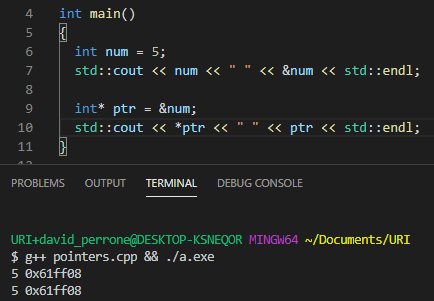 4 int main()
5 {
6 int num = 5;
7 std::cout << num << " " << &num << std::endl;
8
9 int* ptr = &num;
10 std::cout << *ptr << " " << ptr << std::endl;
11 }
PROBLEMS OUTPUT TERMINAL DEBUG CONSOLE
URI+david_perrone@DESKTOP-KSNEQOR MINGW64 ~/Documents/URI
$ g++ pointers.cpp && ./a.exe
5 0x61ff08
5 0x61ff08